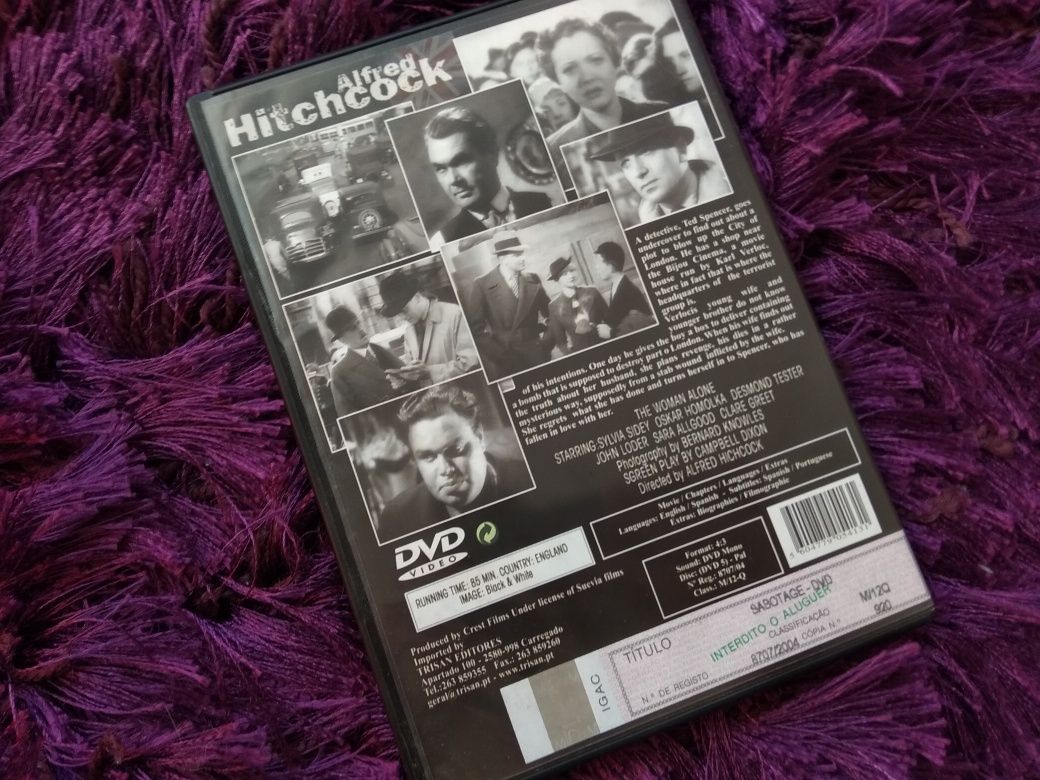 Alfred
Hitchcock
A detective, Ted Spencer, goes
undercover to find out about a
plot to blow up the City of
London. He has a shop near
the Bijou Cinema, a movie
house run by Karl Verloc,
where in fact that is where the
headquarters of the terrorist
group is.
Verlocis young wife and
younger brother do not know
of his intentions. One day he gives the boy a box to deliver containing
a bomb that is supposed to destroy part o London. When his wife finds out
the truth about her husband, she plans revenge, his dies in a rather
mysterious way, supposedly from a stab wound inflicted by the wife.
She regrets what she has done and turns herself in to Spencer, who has
fallen in love with her.
THE WOMAN ALONE
STARRING SYLVIA SIDEY OSKAR HOMOLKA DESMOND TESTER
JOHN LODER, SARA ALLGOOD CLARE GREET
Photography by BERNARD KNOWLES
SGREEN PLAY BY CAMPBELL DIXON
Directed by ALFRED HICHCOCK
Movie / Chapters / Languages / Extras
Languages: English / Spanish - Subtitles: Spanish / Portuguese
Extras: Biographies / Filmographie
DVD
VIDEO
RUNNING TIME: 85 MIN. COUNTRY: ENGLAND
IMAGE: Black & White
Format: 4:3
Sound: DVD Mono
Disc: (DVD 5) - Pal
Nº Reg.: 8707/04
Class.: M/12-Q
5 604779 034731
Produced by Crest Films Under license of Suevia films
Imported by
TRISAN EDITORES
Apartado 100 - 2580-998 Carregado
Tel.:263 859355 Fax.: 263 859260
geral@trisan.pt - www.trisan.pt
IGAC
TÍTULO
SABOTAGE - DVD
INTERDITO O ALUGUER
M/12Q
CLASSIFICAÇÃO
920
CÓPIA N.º
8707/2004
N.º DE REGISTO